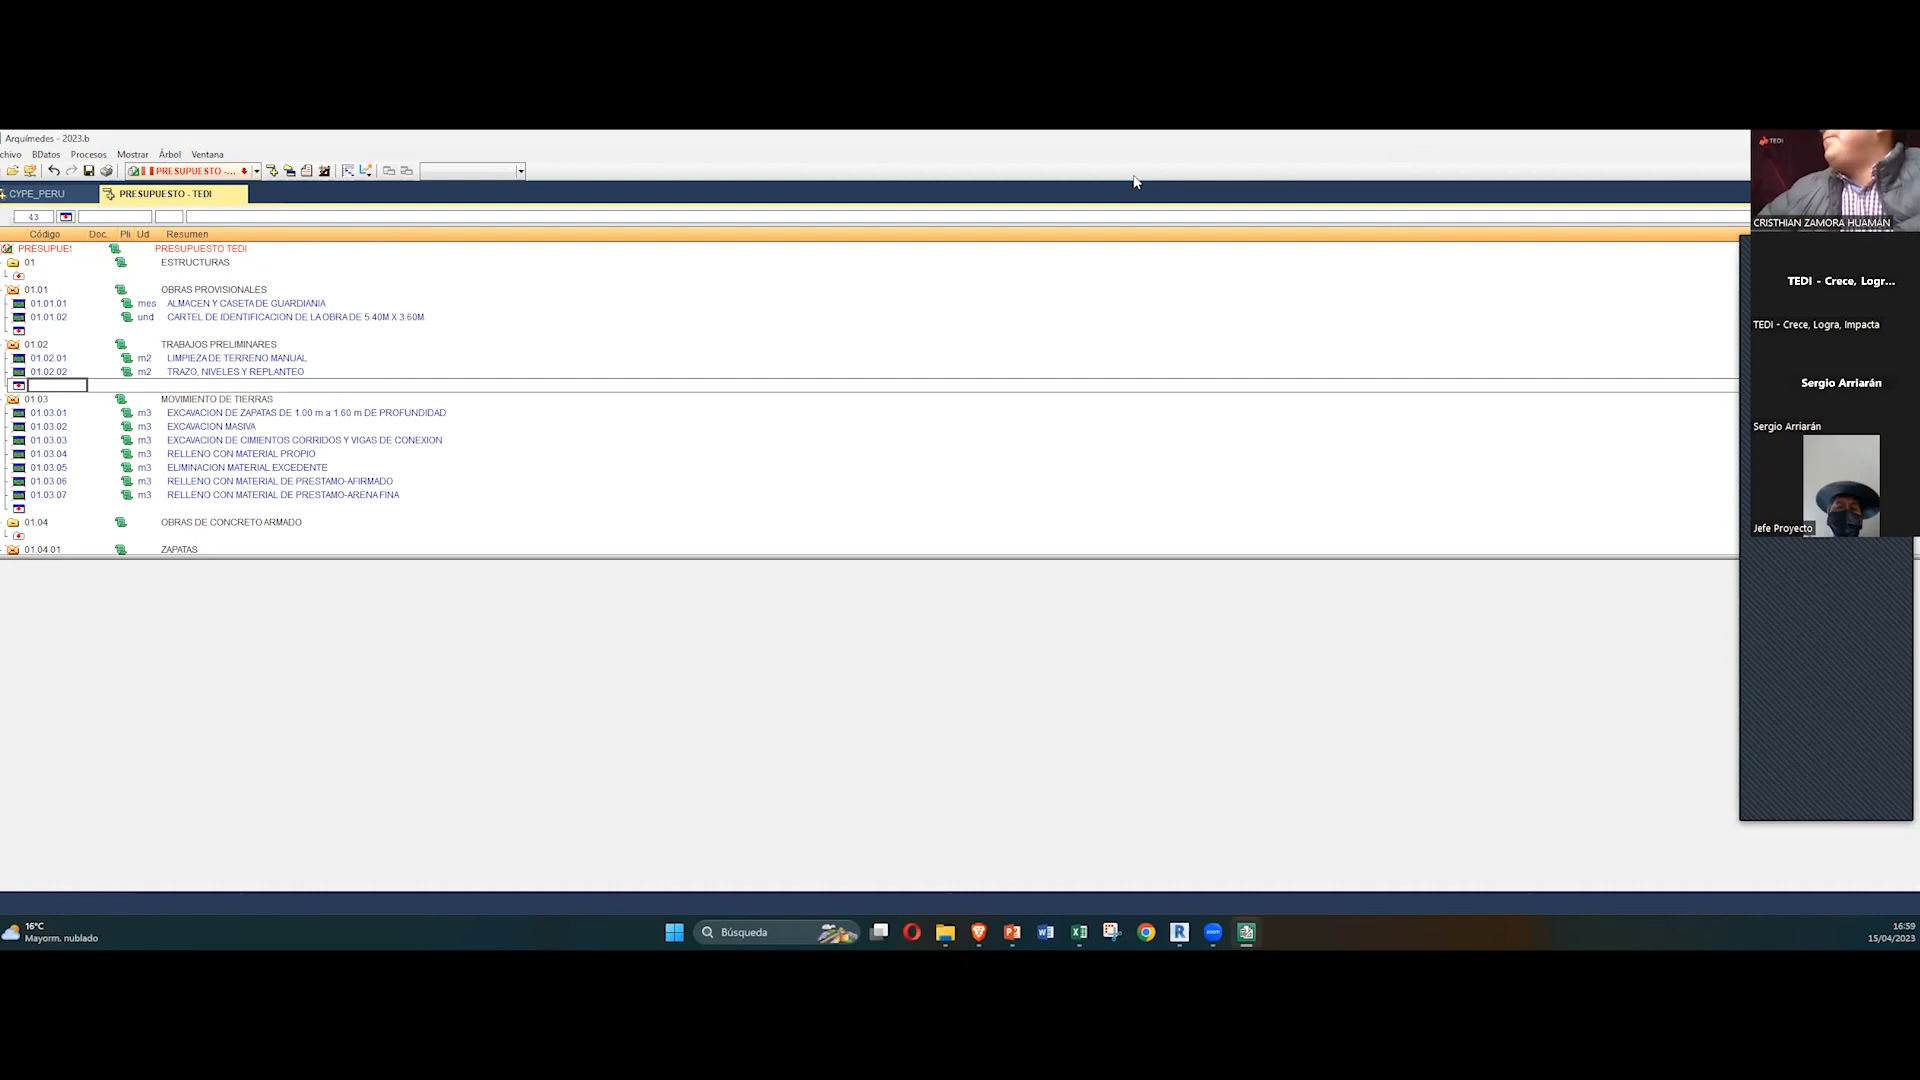 Arquímedes - 2023.b
chivo BDatos Procesos Mostrar Árbol Ventana
PRESUPUESTO -...
CYPE_PERU PRESUPUESTO - TEDI
43
Código Doc. Pli Ud Resumen
PRESUPUES PRESUPUESTO TEDI
01 ESTRUCTURAS
01.01 OBRAS PROVISIONALES
01.01.01 mes ALMACEN Y CASETA DE GUARDIANIA
01.01.02 und CARTEL DE IDENTIFICACION DE LA OBRA DE 5.40M X 3.60M.
01.02 TRABAJOS PRELIMINARES
01.02.01 m2 LIMPIEZA DE TERRENO MANUAL
01.02.02 m2 TRAZO, NIVELES Y REPLANTEO
01.03 MOVIMIENTO DE TIERRAS
01.03.01 m3 EXCAVACION DE ZAPATAS DE 1.00 m a 1.60 m DE PROFUNDIDAD
01.03.02 m3 EXCAVACION MASIVA
01.03.03 m3 EXCAVACION DE CIMIENTOS CORRIDOS Y VIGAS DE CONEXION
01.03.04 m3 RELLENO CON MATERIAL PROPIO
01.03.05 m3 ELIMINACION MATERIAL EXCEDENTE
01.03.06 m3 RELLENO CON MATERIAL DE PRESTAMO-AFIRMADO
01.03.07 m3 RELLENO CON MATERIAL DE PRESTAMO-ARENA FINA
01.04 OBRAS DE CONCRETO ARMADO
01.04.01 ZAPATAS
TEDI
CRISTHIAN ZAMORA HUAMAN
TEDI - Crece, Logr...
TEDI - Crece, Logra, Impacta
Sergio Arriarán
Sergio Arriarán
Jefe Proyecto
16°C
Mayorm. nublado
Búsqueda
16:59
15/04/2023